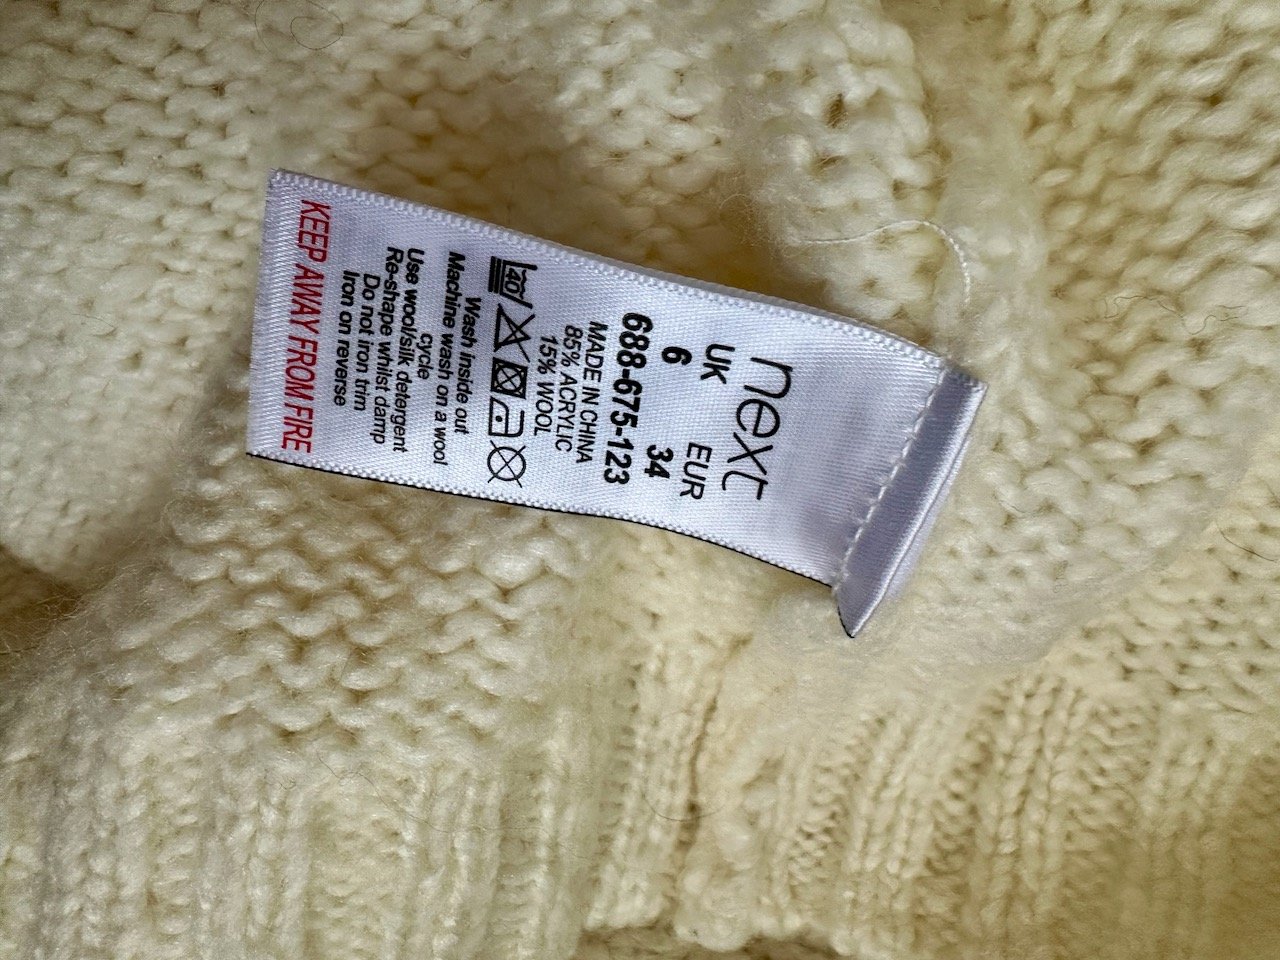 next
UK EUR
6 34
688-675-123
MADE IN CHINA
85% ACRYLIC
15% WOOL
40
Wash inside out
Machine wash on a wool
cycle
Use wool/silk detergent
Re-shape whilst damp
Do not iron trim
Iron on reverse
KEEP AWAY FROM FIRE